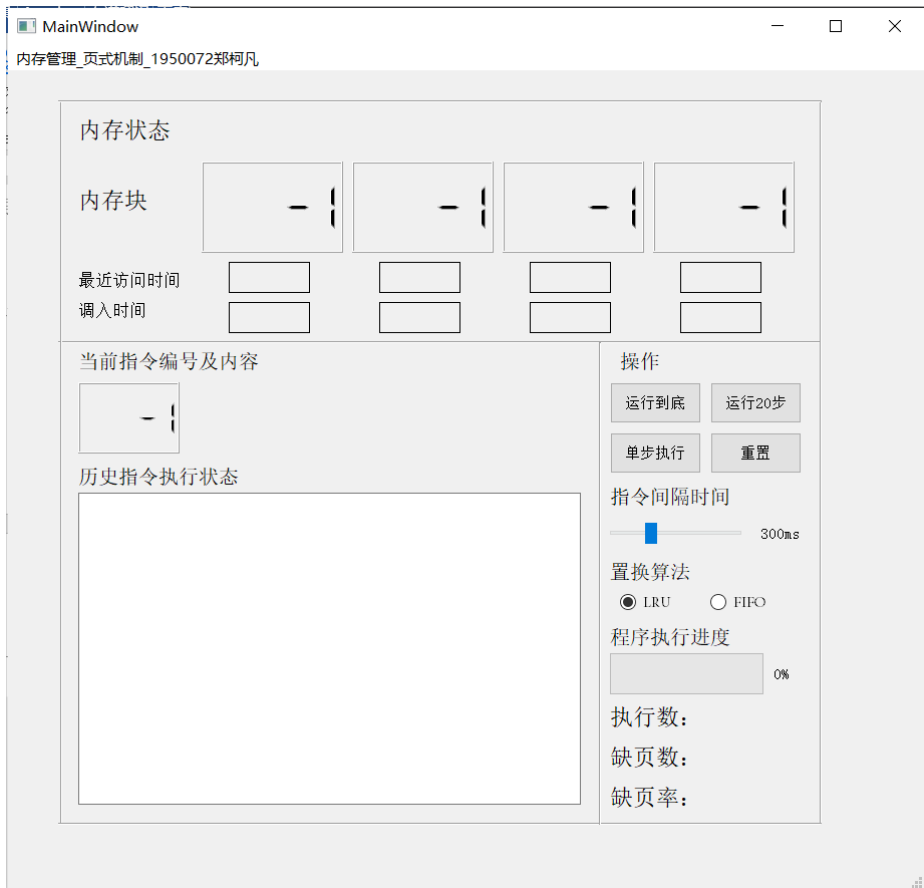 MainWindow
内存管理_页式机制_1950072郑柯凡
内存状态
内存块 -1 -1 -1 -1
最近访问时间
调入时间
当前指令编号及内容
-1
历史指令执行状态
操作
运行到底 运行20步
单步执行 重置
指令间隔时间
300ms
置换算法
LRU FIFO
程序执行进度
0%
执行数:
缺页数:
缺页率: